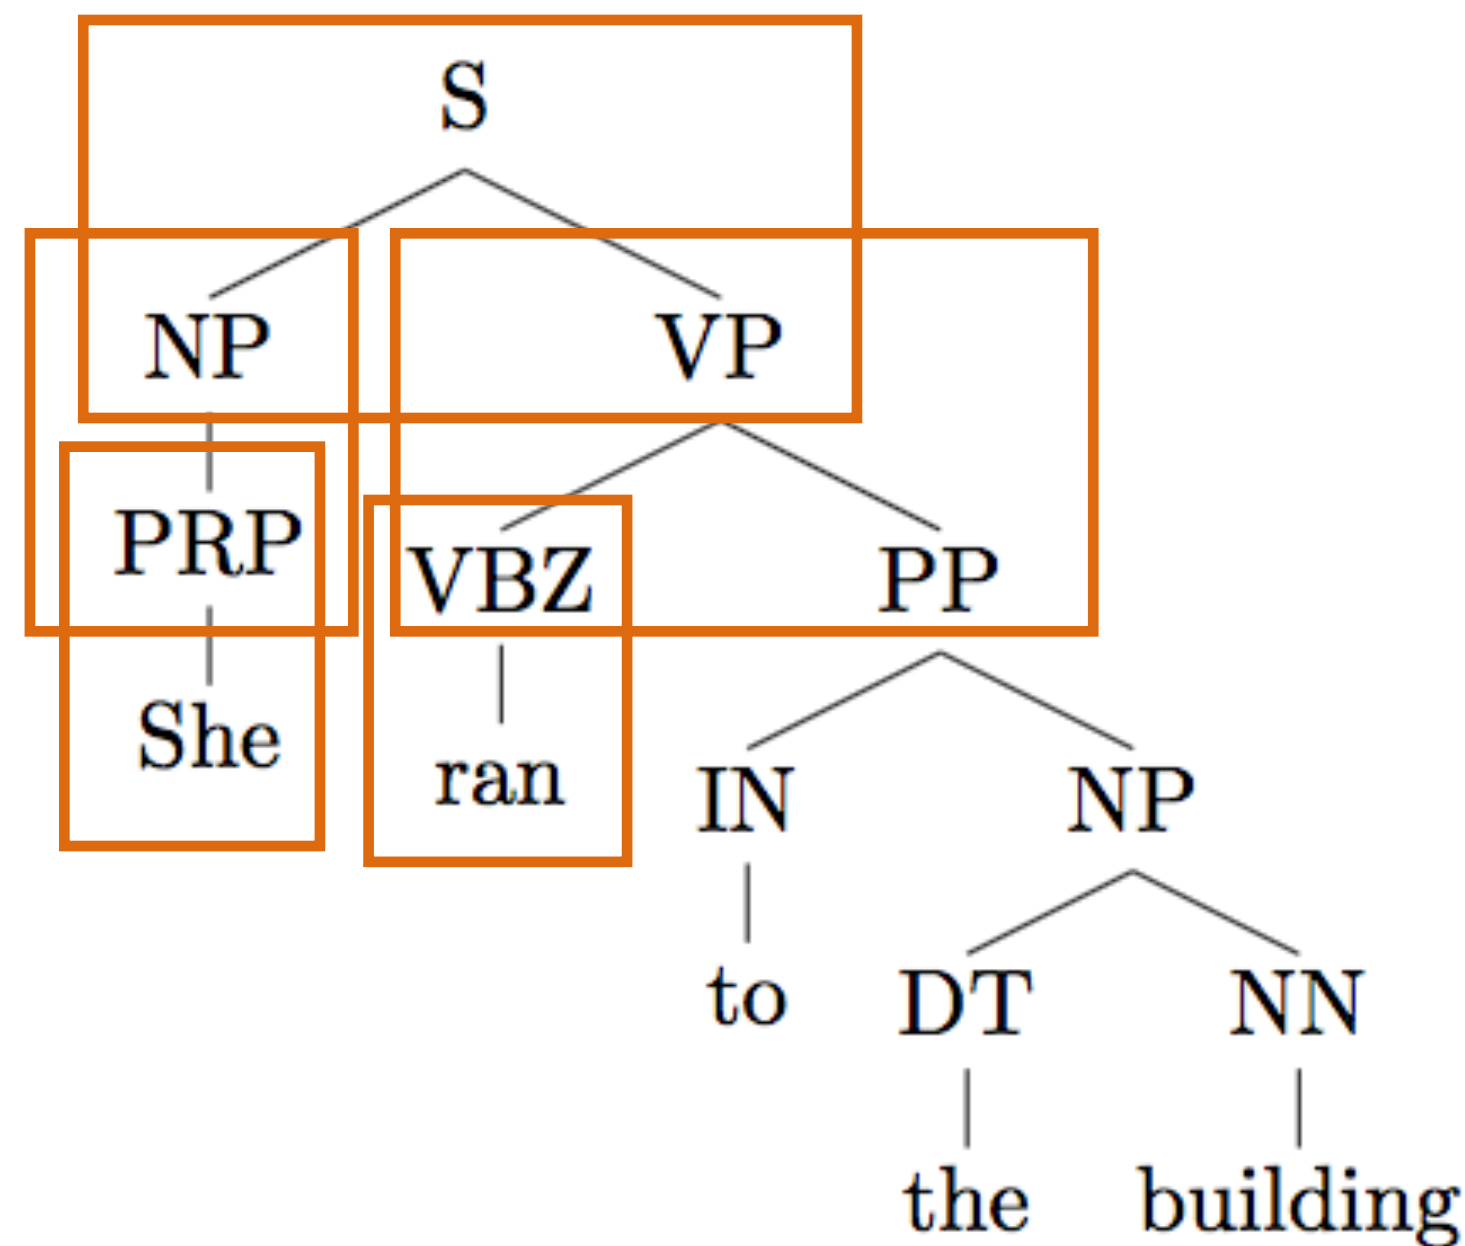 S
NP VP
PRP VBZ PP
She ran IN NP
to DT NN
the building